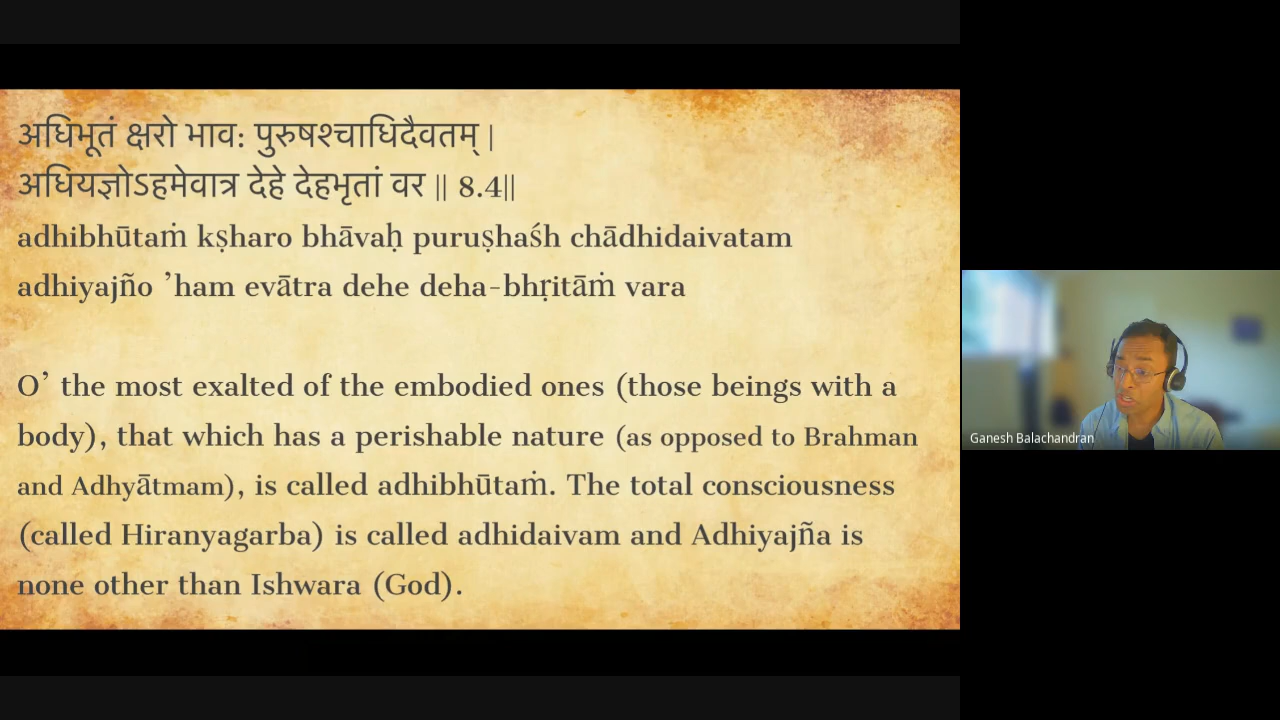 अधिभूतं क्षरो भाव: पुरुषश्चाधिदैवतम् |
अधियज्ञोऽहमेवात्र देहे देहभृतां वर || 8.4||
adhibhūtaṁ kṣharo bhāvaḥ puruṣhaśh chādhidaivatam
adhiyajño ’ham evātra dehe deha-bhṛitāṁ vara
O’ the most exalted of the embodied ones (those beings with a
body), that which has a perishable nature (as opposed to Brahman
and Adhyātmam), is called adhibhūtaṁ. The total consciousness
(called Hiranyagarba) is called adhidaivam and Adhiyajña is
none other than Ishwara (God).
Ganesh Balachandran